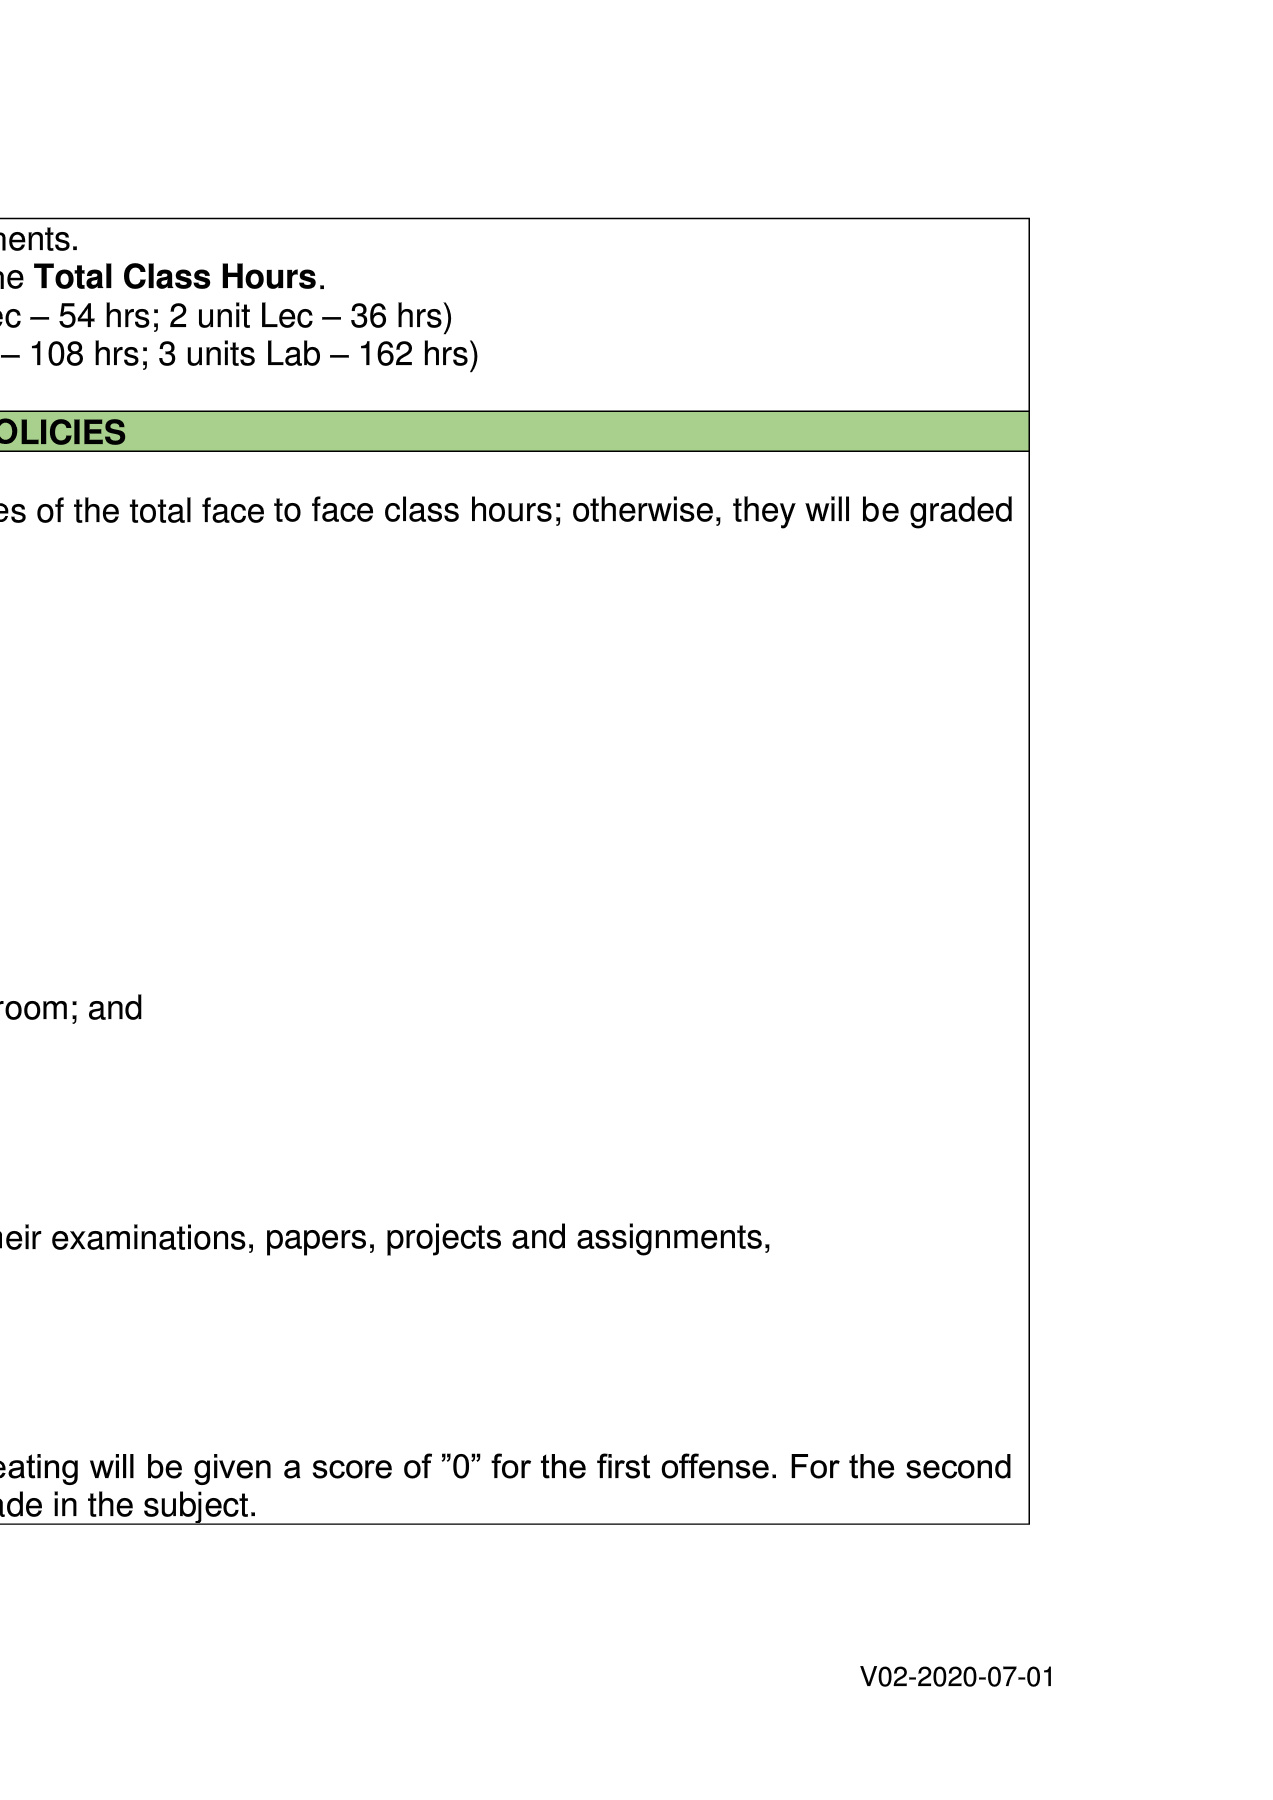 ments.
he Total Class Hours.
ec – 54 hrs; 2 unit Lec – 36 hrs)
– 108 hrs; 3 units Lab – 162 hrs)
OLICIES
es of the total face to face class hours; otherwise, they will be graded
room; and
heir examinations, papers, projects and assignments,
eating will be given a score of ”0” for the first offense. For the second
ade in the subject.
V02-2020-07-01